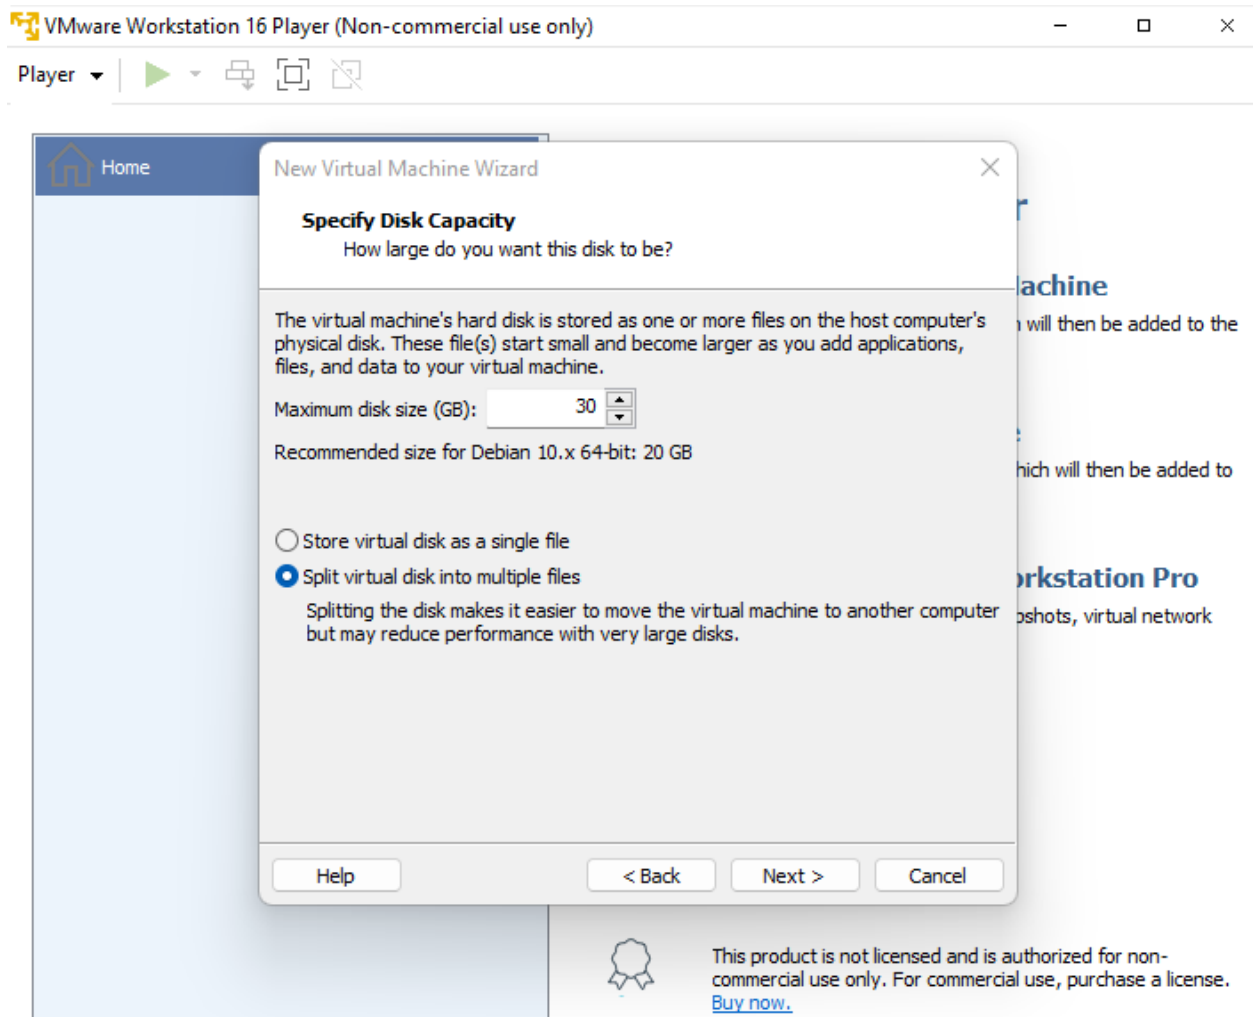 VMware Workstation 16 Player (Non-commercial use only)
Player
Home
New Virtual Machine Wizard
Specify Disk Capacity
How large do you want this disk to be?
The virtual machine's hard disk is stored as one or more files on the host computer's
physical disk. These file(s) start small and become larger as you add applications,
files, and data to your virtual machine.
Maximum disk size (GB): 30
Recommended size for Debian 10.x 64-bit: 20 GB
Store virtual disk as a single file
Split virtual disk into multiple files
Splitting the disk makes it easier to move the virtual machine to another computer
but may reduce performance with very large disks.
Help
< Back
Next >
Cancel
r
achine
will then be added to the
hich will then be added to
orkstation Pro
pshots, virtual network
This product is not licensed and is authorized for non-
commercial use only. For commercial use, purchase a license.
Buy now.